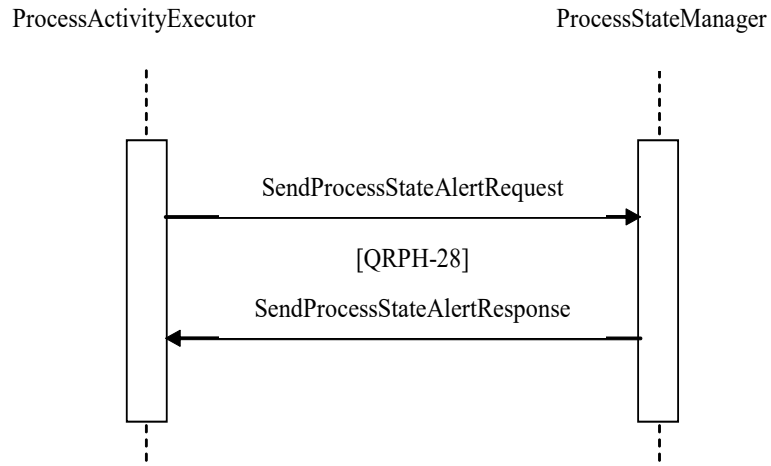 ProcessActivityExecutor
ProcessStateManager
SendProcessStateAlertRequest
[QRPH-28]
SendProcessStateAlertResponse